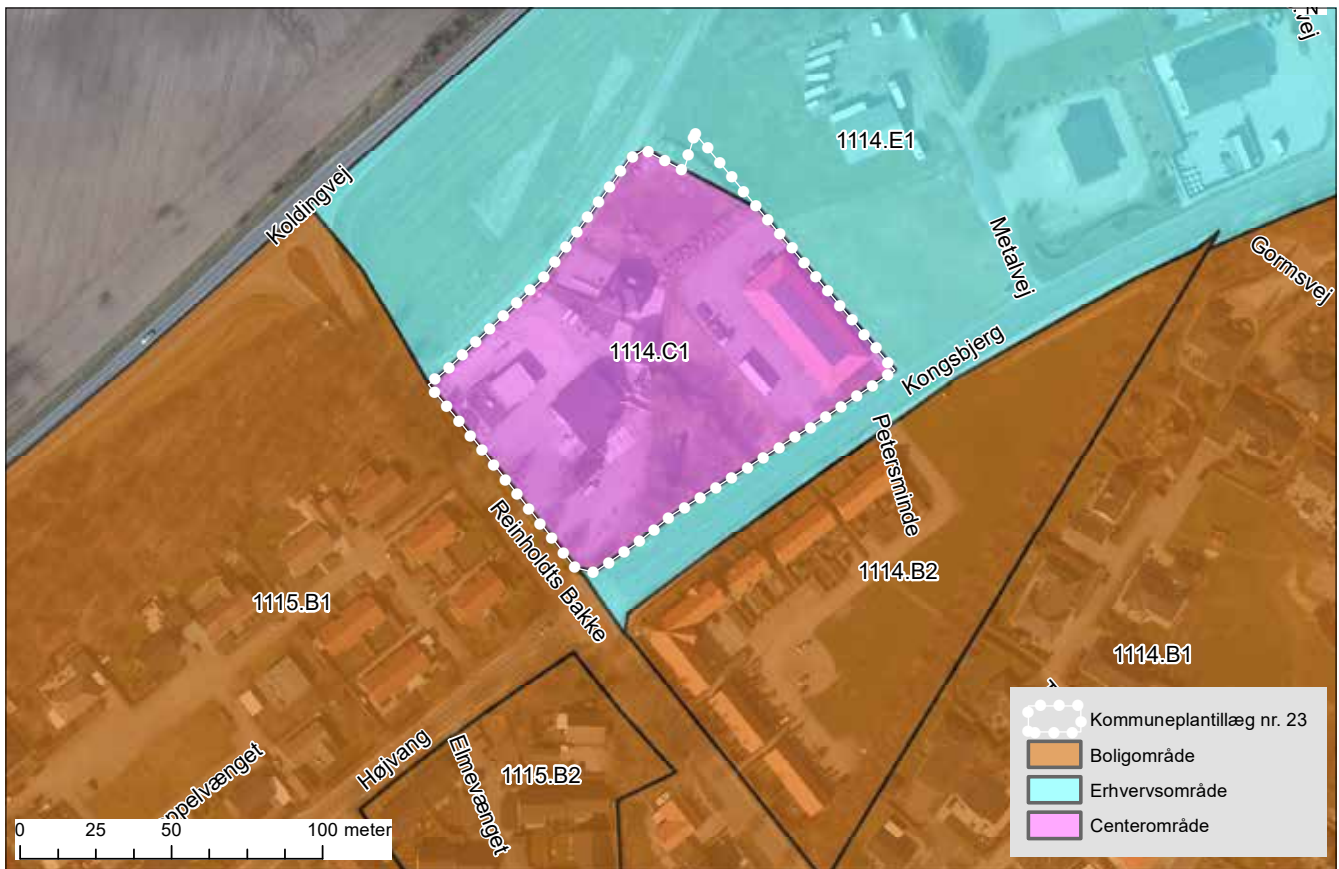 1114.E1
Koldingvej
Metalvej
Gormsvej
1114.C1
Kongsbjerg
Petersminde
Reinholdts Bakke
1114.B2
1115.B1
1114.B1
Højvang
Elmevænget
1115.B2
ppelvænget
Kommuneplantillæg nr. 23
Boligområde
Erhvervsområde
Centerområde
0 25 50 100 meter